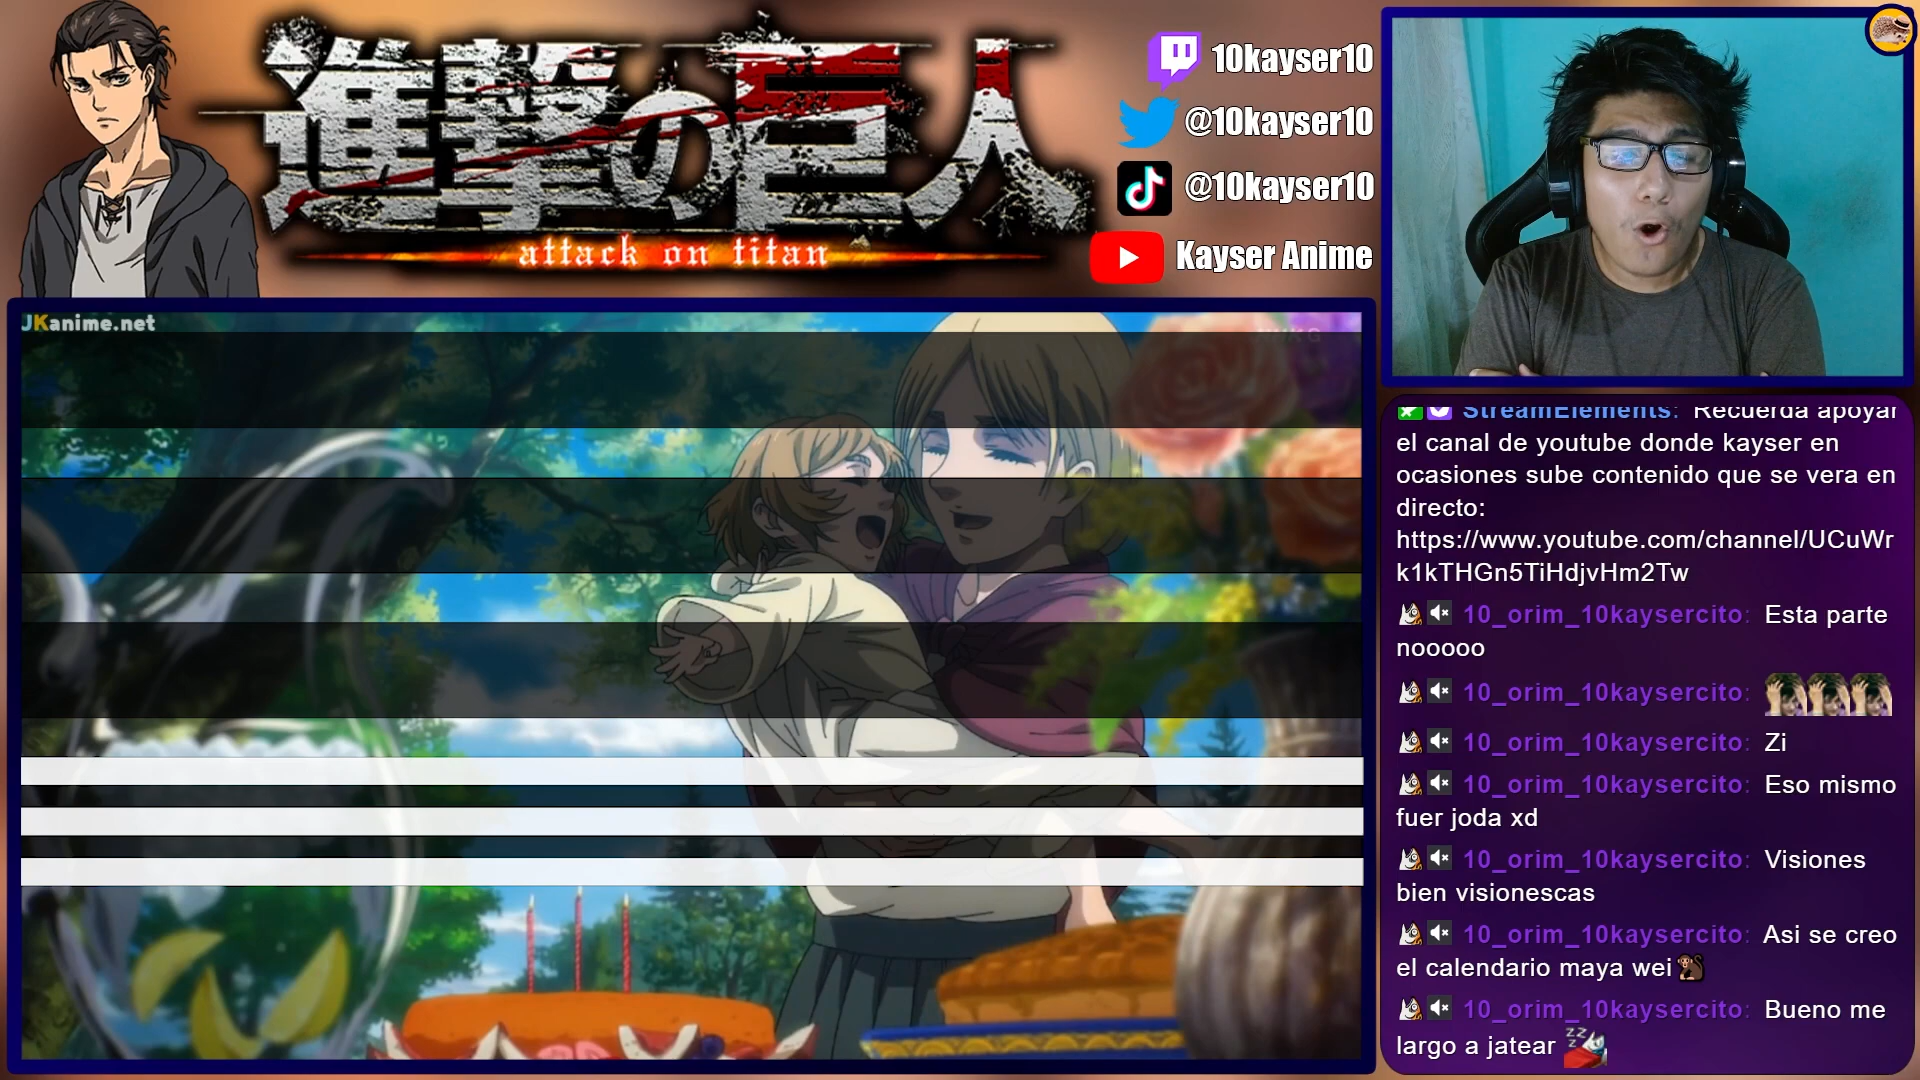 進撃の巨人
attack on titan
10kayser10
@10kayser10
@10kayser10
Kayser Anime
JKanime.net
NHK G
StreamElements: Recuerda apoyar
el canal de youtube donde kayser en
ocasiones sube contenido que se vera en
directo:
https://www.youtube.com/channel/UCuWr
k1kTHGn5TiHdjvHm2Tw
10_orim_10kaysercito: Esta parte
nooooo
10_orim_10kaysercito:
10_orim_10kaysercito: Zi
10_orim_10kaysercito: Eso mismo
fuer joda xd
10_orim_10kaysercito: Visiones
bien visionescas
10_orim_10kaysercito: Asi se creo
el calendario maya wei
10_orim_10kaysercito: Bueno me
largo a jatear